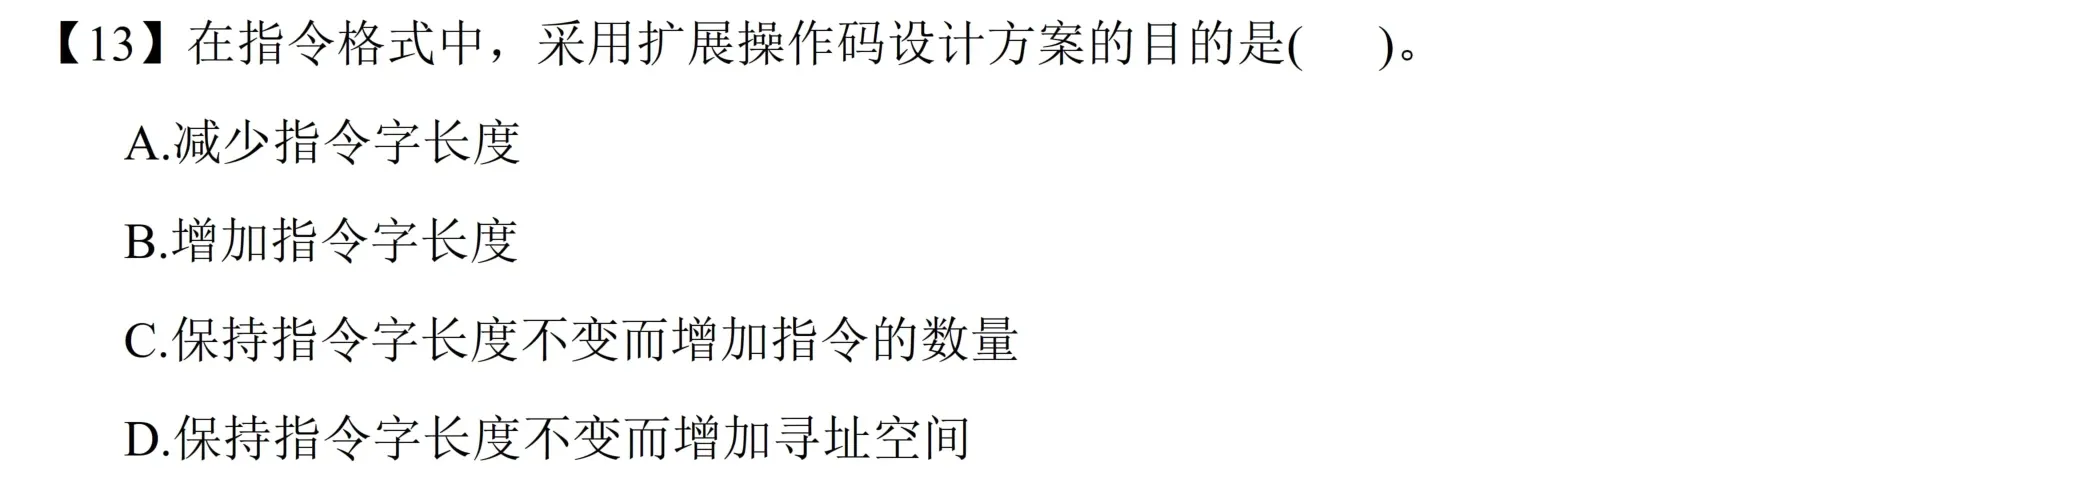 【13】在指令格式中，采用扩展操作码设计方案的目的是(    )。
A.减少指令字长度
B.增加指令字长度
C.保持指令字长度不变而增加指令的数量
D.保持指令字长度不变而增加寻址空间